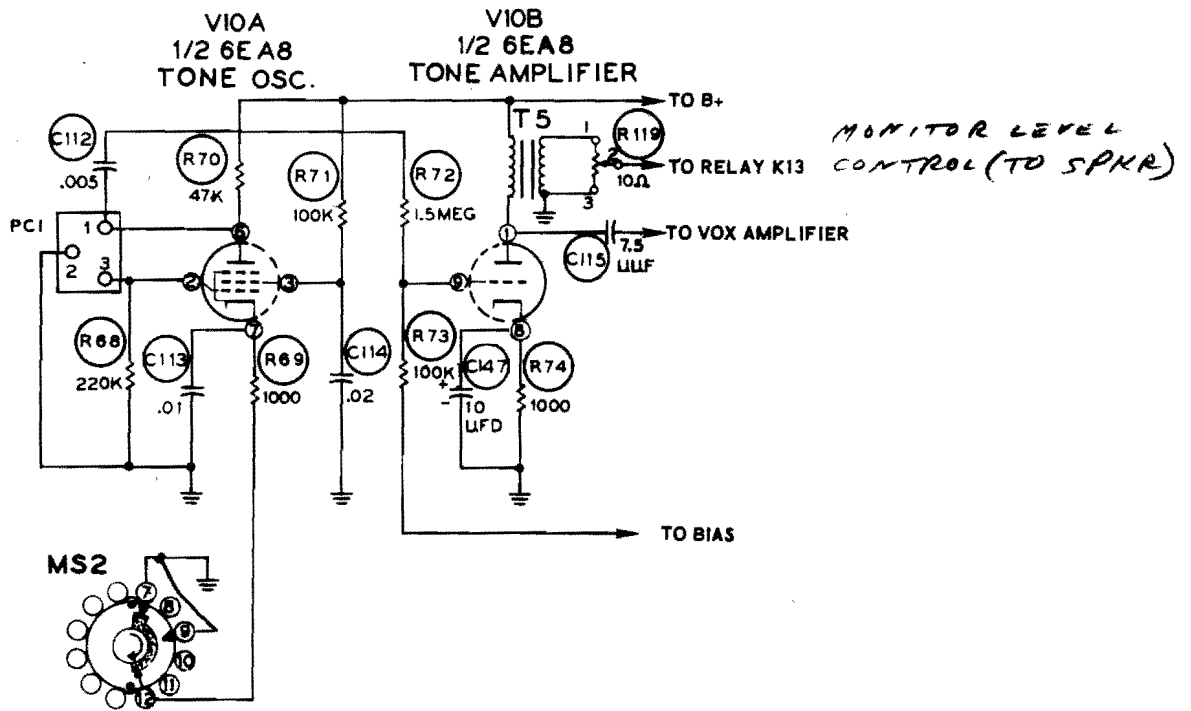 V10A
1/2 6EA8
TONE OSC.
V10B
1/2 6EA8
TONE AMPLIFIER
TO B+
T5
C112
.005
R70
47K
R71
100K
R72
1.5MEG
1
R119
2
10Ω
3
TO RELAY K13
MONITOR LEVEL
CONTROL (TO SPKR)
PC1
1
2
3
6
2
3
7
1
9
8
C115
7.5
UUF
TO VOX AMPLIFIER
R68
220K
C113
.01
R69
1000
C114
.02
R73
100K
C147
+
-
10
UFD
R74
1000
TO BIAS
MS2
7
8
9
10
11
12